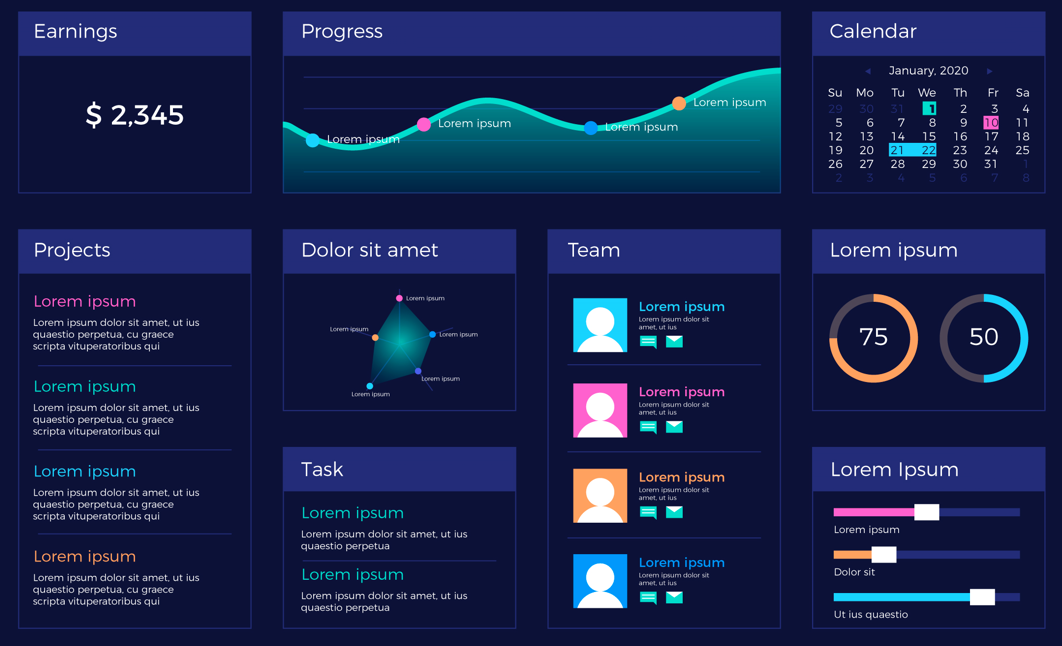 Earnings
$ 2,345
Progress
Lorem ipsum
Lorem ipsum
Lorem ipsum
Lorem ipsum
Calendar
January, 2020
Su Mo Tu We Th Fr Sa
29 30 31 1 2 3 4
5 6 7 8 9 10 11
12 13 14 15 16 17 18
19 20 21 22 23 24 25
26 27 28 29 30 31 1
2 3 4 5 6 7 8
Projects
Lorem ipsum
Lorem ipsum dolor sit amet, ut ius
quaestio perpetua, cu graece
scripta vituperatoribus qui
Lorem ipsum
Lorem ipsum dolor sit amet, ut ius
quaestio perpetua, cu graece
scripta vituperatoribus qui
Lorem ipsum
Lorem ipsum dolor sit amet, ut ius
quaestio perpetua, cu graece
scripta vituperatoribus qui
Lorem ipsum
Lorem ipsum dolor sit amet, ut ius
quaestio perpetua, cu graece
scripta vituperatoribus qui
Dolor sit amet
Lorem ipsum
Lorem ipsum
Lorem ipsum
Lorem ipsum
Lorem ipsum
Task
Lorem ipsum
Lorem ipsum dolor sit amet, ut ius
quaestio perpetua
Lorem ipsum
Lorem ipsum dolor sit amet, ut ius
quaestio perpetua
Team
Lorem ipsum
Lorem ipsum dolor sit
amet, ut ius
Lorem ipsum
Lorem ipsum dolor sit
amet, ut ius
Lorem ipsum
Lorem ipsum dolor sit
amet, ut ius
Lorem ipsum
Lorem ipsum dolor sit
amet, ut ius
Lorem ipsum
75 50
Lorem Ipsum
Lorem ipsum
Dolor sit
Ut ius quaestio